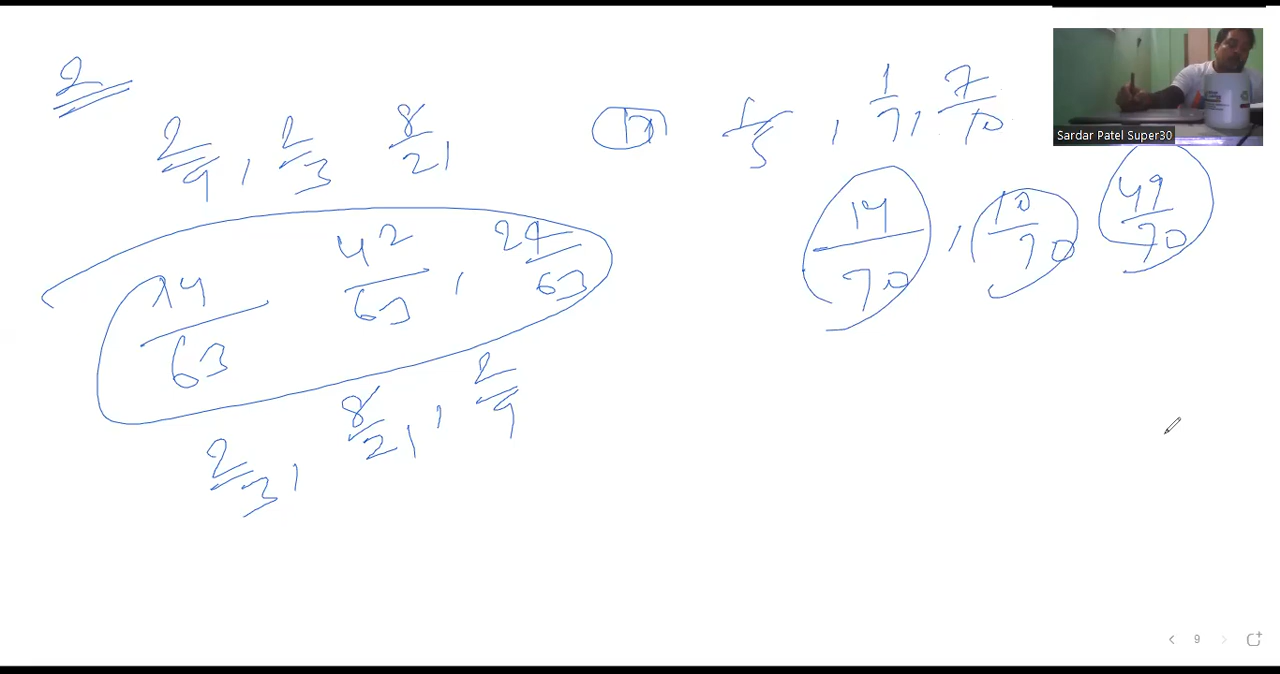 2
2/9, 2/3 8/21
14/63 42/63, 24/63
2/3, 8/21, 2/9
1/5, 1/7, 7/10
14/70, 10/70 49/70
Sardar Patel Super30
9